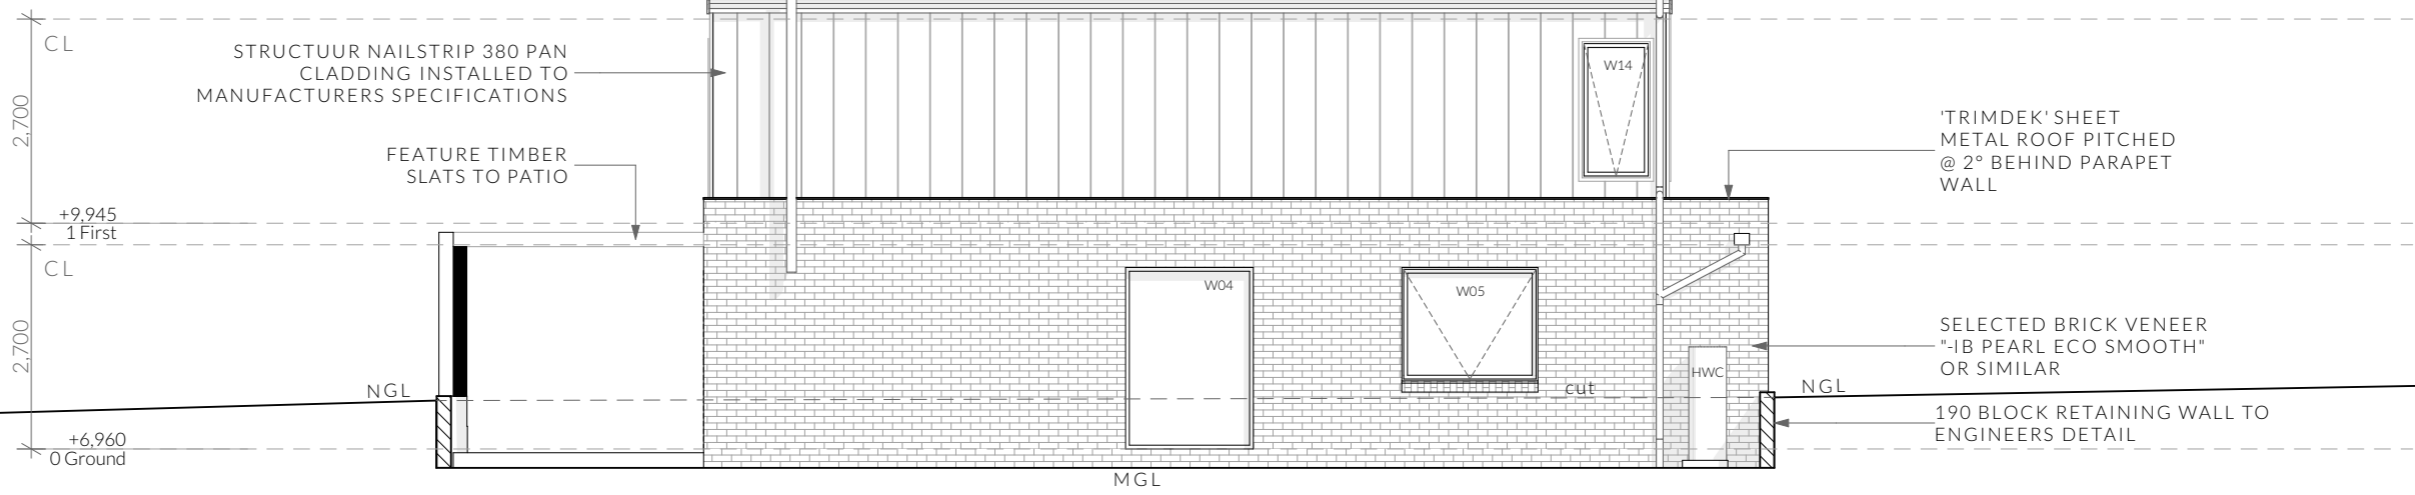 CL
STRUCTUUR NAILSTRIP 380 PAN
CLADDING INSTALLED TO
MANUFACTURERS SPECIFICATIONS
2,700
FEATURE TIMBER
SLATS TO PATIO
+9,945
1 First
CL
2,700
NGL
+6,960
0 Ground
W14
W04
W05
cut
HWC
MGL
'TRIMDEK' SHEET
METAL ROOF PITCHED
@ 2° BEHIND PARAPET
WALL
SELECTED BRICK VENEER
"-IB PEARL ECO SMOOTH"
OR SIMILAR
NGL
190 BLOCK RETAINING WALL TO
ENGINEERS DETAIL